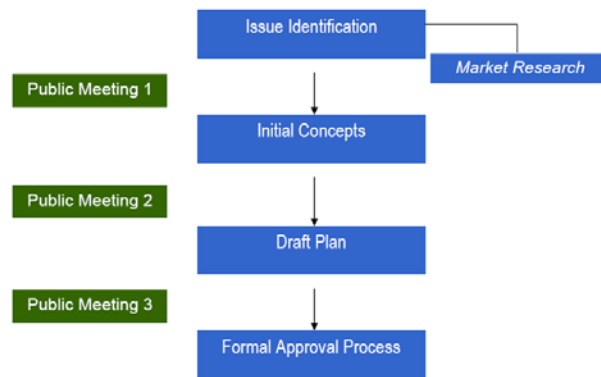 Issue Identification
Market Research
Public Meeting 1
Initial Concepts
Public Meeting 2
Draft Plan
Public Meeting 3
Formal Approval Process